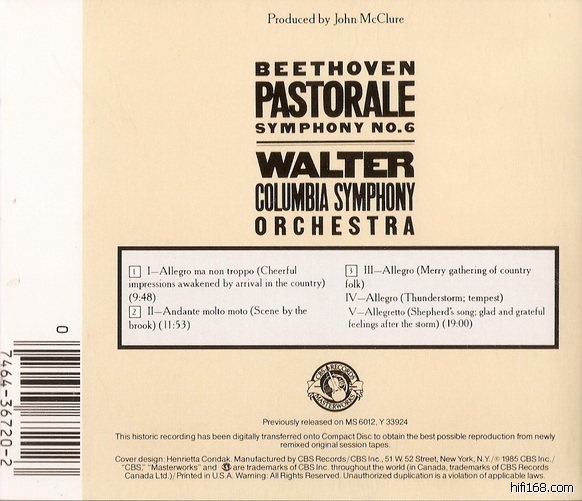 Produced by John McClure
BEETHOVEN
PASTORALE
SYMPHONY NO.6
WALTER
COLUMBIA SYMPHONY
ORCHESTRA
1 I—Allegro ma non troppo (Cheerful
impressions awakened by arrival in the country)
(9:48)
2 II—Andante molto moto (Scene by the
brook) (11:53)
3 III—Allegro (Merry gathering of country
folk)
IV—Allegro (Thunderstorm; tempest)
V—Allegretto (Shepherd's song; glad and grateful
feelings after the storm) (19:00)
CBS RECORDS
MASTERWORKS
Previously released on MS 6012, Y 33924
This historic recording has been digitally transferred onto Compact Disc to obtain the best possible reproduction from newly
remixed original session tapes.
Cover design: Henrietta Condak. Manufactured by CBS Records/CBS Inc., 51 W. 52 Street, New York, N.Y./℗ 1985 CBS Inc./
"CBS," "Masterworks" and are trademarks of CBS Inc. throughout the world (in Canada, trademarks of CBS Records
Canada Ltd.)/Printed in U.S.A. Warning: All Rights Reserved. Unauthorized duplication is a violation of applicable laws.
0
7464-36720-2
hifi168.com